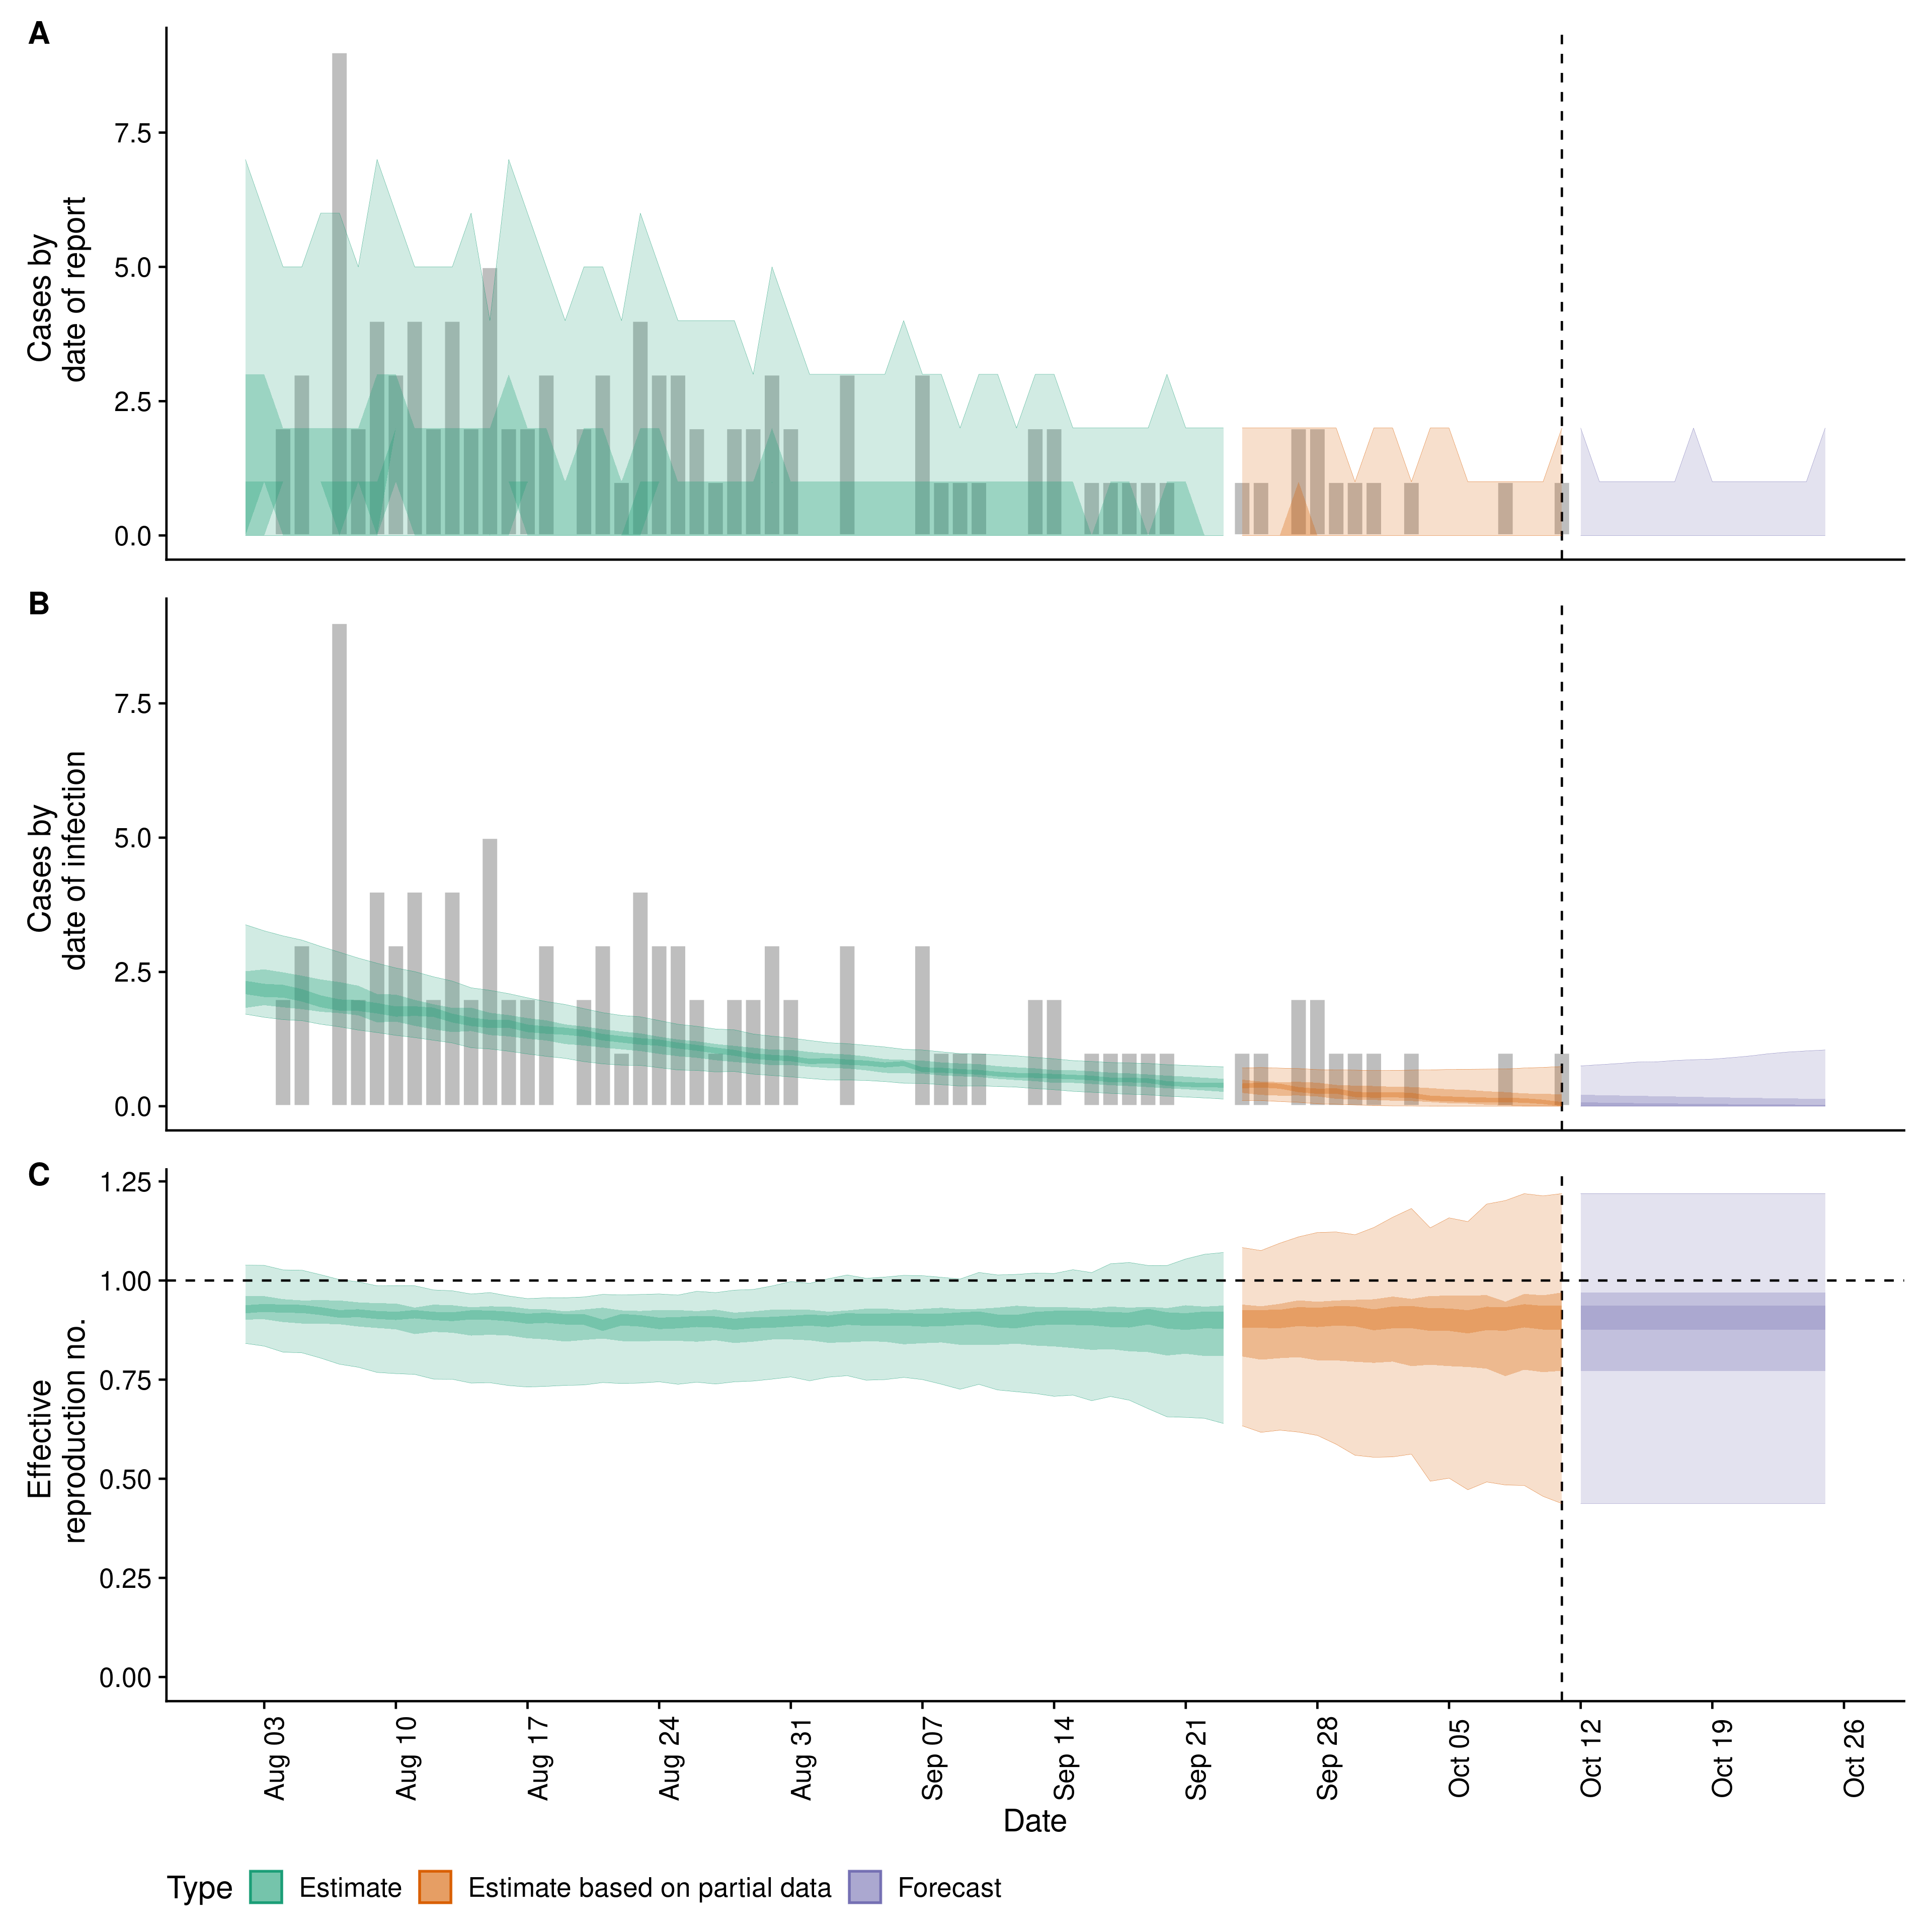 A
Cases by
date of report
7.5
5.0
2.5
0.0
B
Cases by
date of infection
7.5
5.0
2.5
0.0
C
Effective
reproduction no.
1.25
1.00
0.75
0.50
0.25
0.00
Aug 03
Aug 10
Aug 17
Aug 24
Aug 31
Sep 07
Sep 14
Sep 21
Sep 28
Oct 05
Oct 12
Oct 19
Oct 26
Date
Type Estimate Estimate based on partial data Forecast